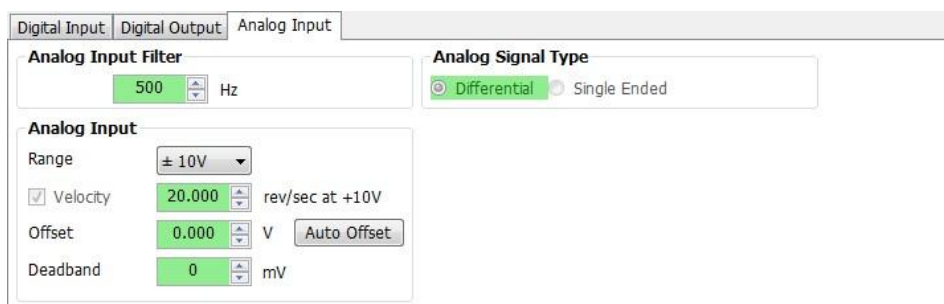 Digital Input Digital Output Analog Input
Analog Input Filter
500 Hz
Analog Signal Type
Differential Single Ended
Analog Input
Range ± 10V
Velocity 20.000 rev/sec at +10V
Offset 0.000 V Auto Offset
Deadband 0 mV